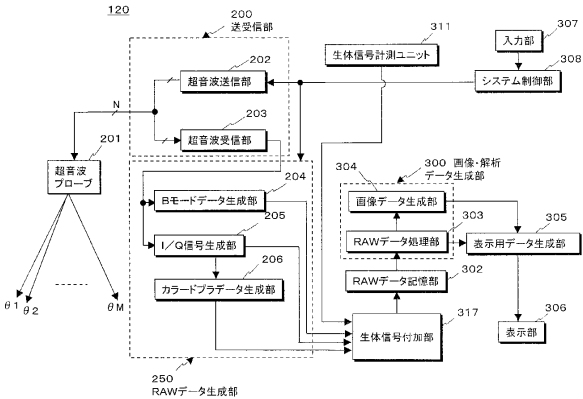 120
200
送受信部
202
超音波送信部
203
超音波受信部
N
201
超音波
プローブ
θ1
θ2
θM
204
Bモードデータ生成部
205
I/Q信号生成部
206
カラードプラデータ生成部
250
RAWデータ生成部
311
生体信号計測ユニット
307
入力部
308
システム制御部
300 画像・解析
データ生成部
304
画像データ生成部
303
RAWデータ処理部
305
表示用データ生成部
302
RAWデータ記憶部
306
表示部
317
生体信号付加部